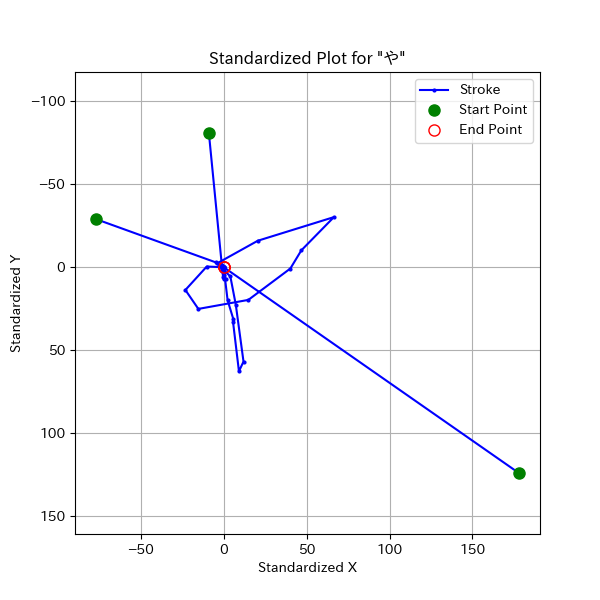 Standardized Plot for "や"
Stroke
Start Point
End Point
Standardized Y
−100
−50
0
50
100
150
−50
0
50
100
150
Standardized X